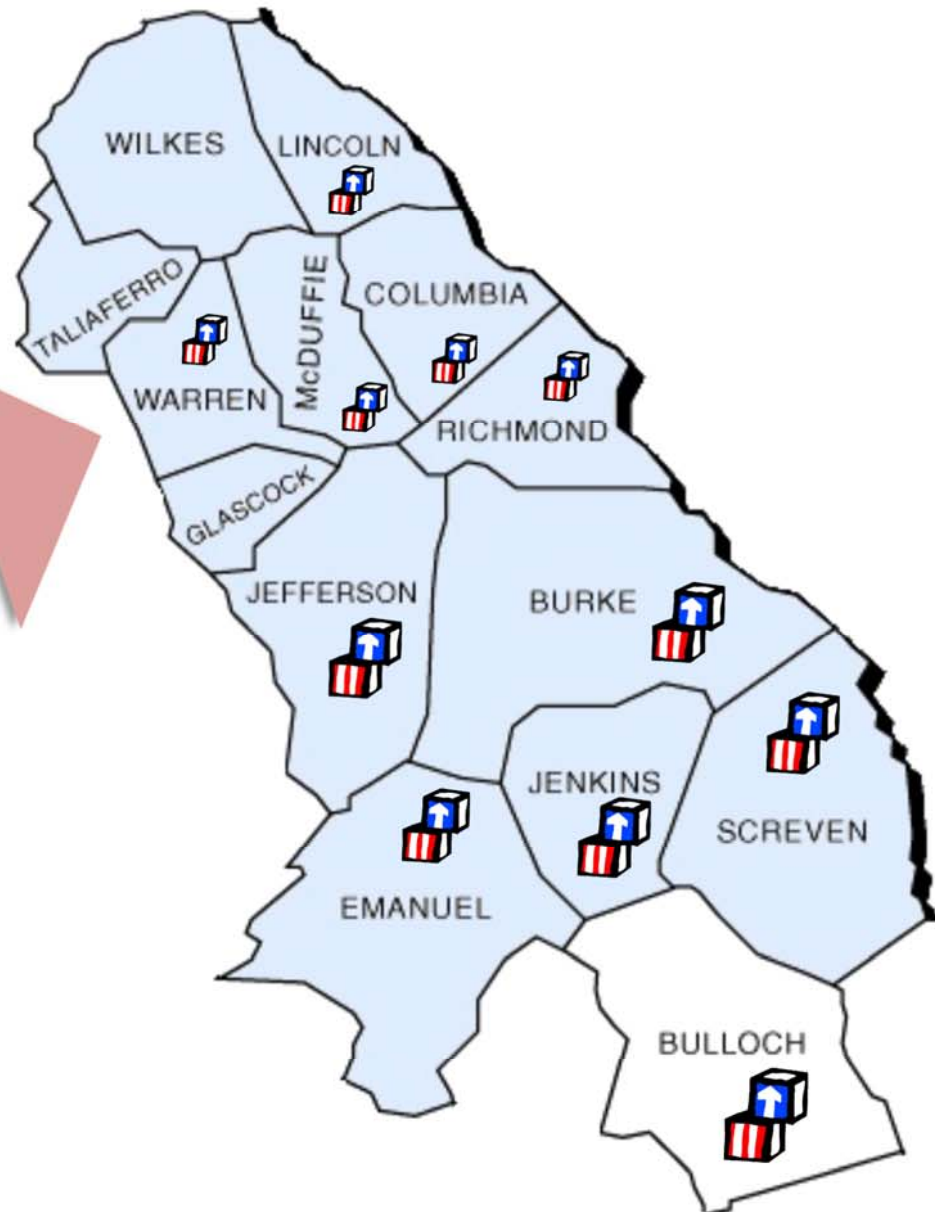 WILKES
LINCOLN
TALIAFERRO
McDUFFIE
COLUMBIA
WARREN
RICHMOND
GLASCOCK
JEFFERSON
BURKE
JENKINS
SCREVEN
EMANUEL
BULLOCH